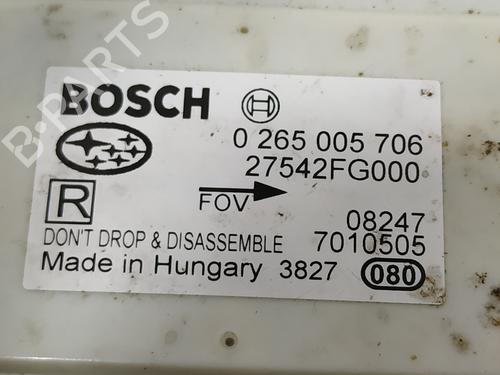 B-PARTS
BOSCH
0 265 005 706
27542FG000
R
FOV
08247
DON'T DROP & DISASSEMBLE 7010505
Made in Hungary 3827 080